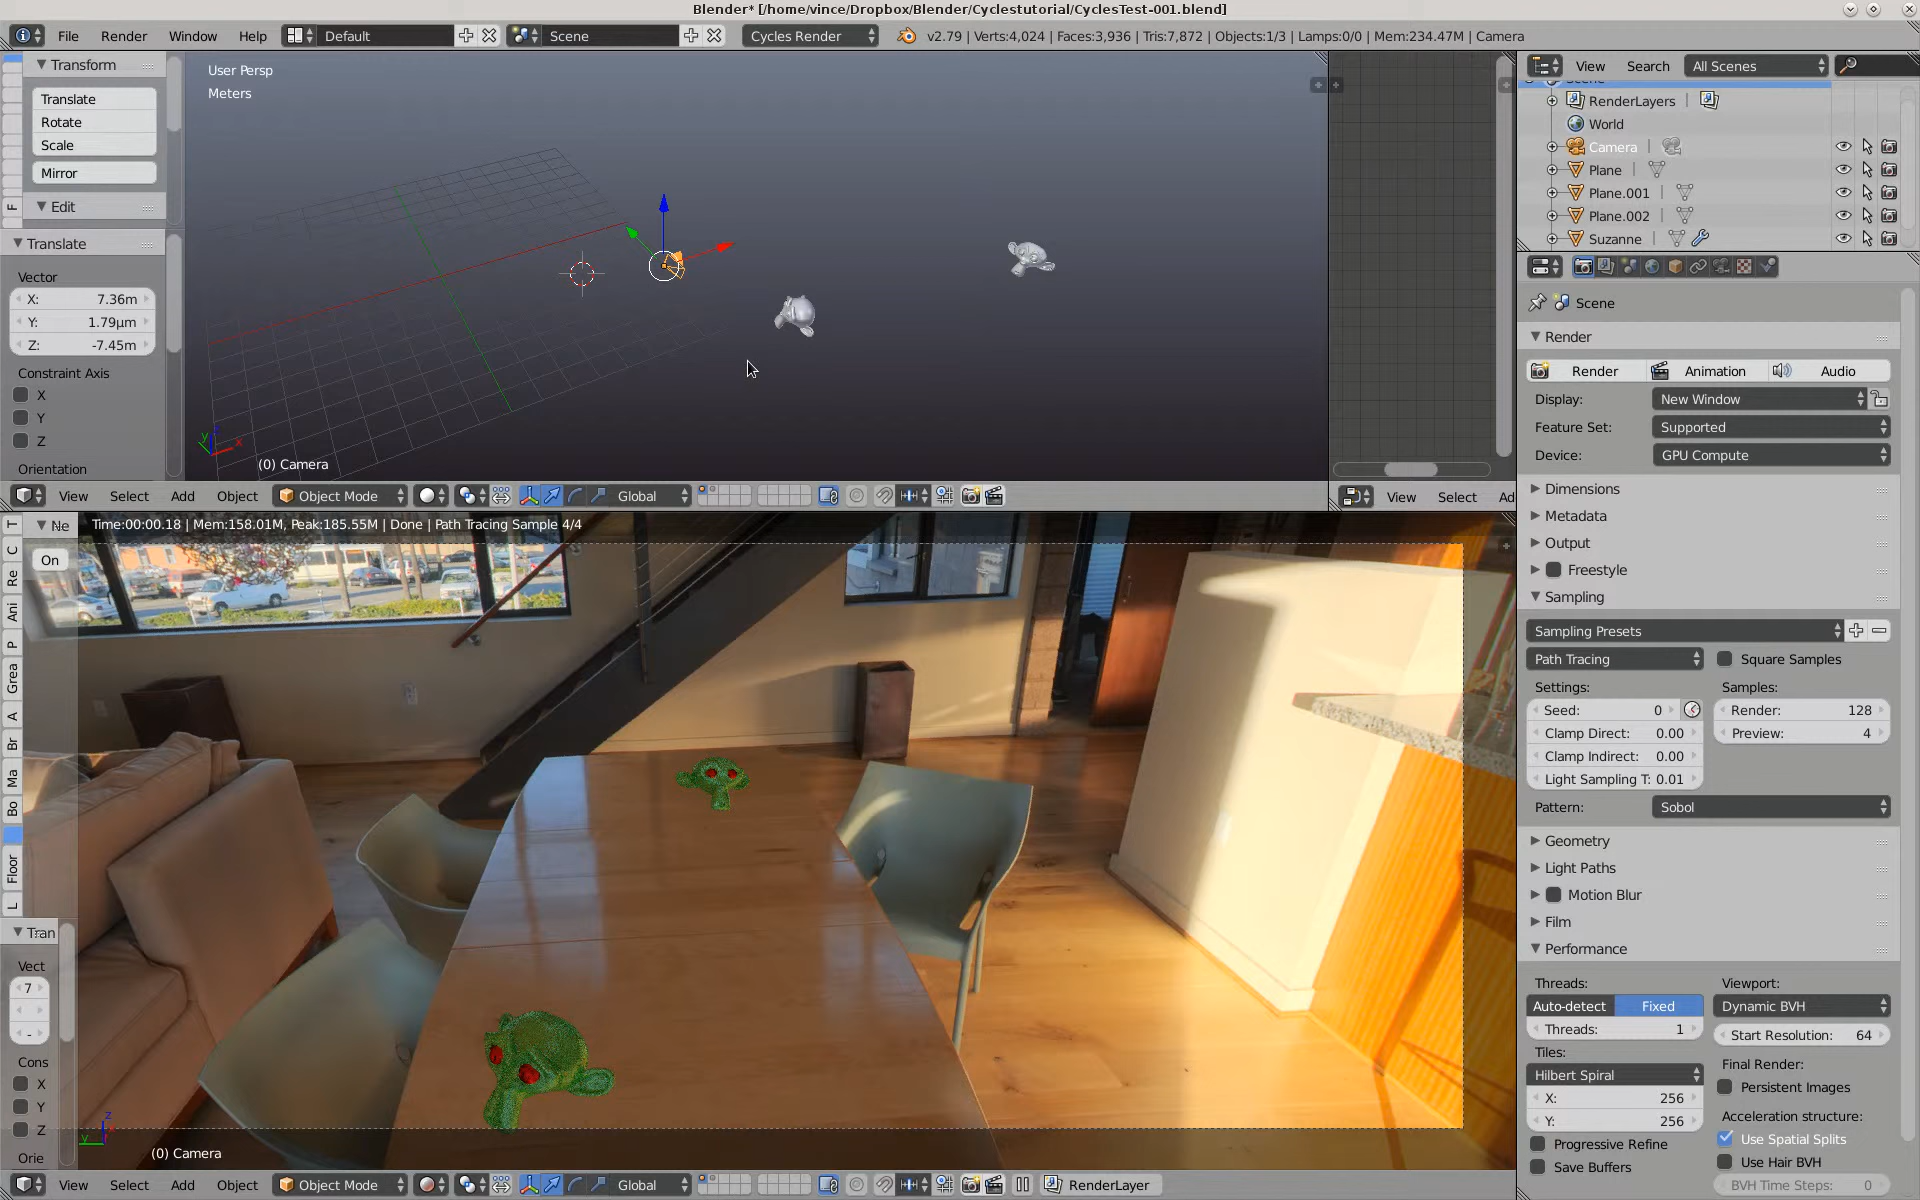 Blender* [/home/vince/Dropbox/Blender/Cyclestutorial/CyclesTest-001.blend]
File Render Window Help Default Scene Cycles Render v2.79 | Verts:4,024 | Faces:3,936 | Tris:7,872 | Objects:1/3 | Lamps:0/0 | Mem:234.47M | Camera
Transform
Translate
Rotate
Scale
Mirror
F
Edit
Translate
Vector
X: 7.36m
Y: 1.79µm
Z: -7.45m
Constraint Axis
X
Y
Z
Orientation
User Persp
Meters
y
x
(0) Camera
View Select Add Object Object Mode Global
View Select Ad
T
C
Re
Ani
P
Grea
A
Br
Ma
Bo
Floor
L
Ne
On
Tran
Vect
7
-
Cons
X
Y
Z
Orie
Time:00:00.18 | Mem:158.01M, Peak:185.55M | Done | Path Tracing Sample 4/4
z
y
(0) Camera
View Select Add Object Object Mode Global RenderLayer
View Search All Scenes
Scene
RenderLayers |
World
Camera |
Plane |
Plane.001 |
Plane.002 |
Suzanne |
Scene
Render
Render Animation Audio
Display: New Window
Feature Set: Supported
Device: GPU Compute
Dimensions
Metadata
Output
Freestyle
Sampling
Sampling Presets
Path Tracing Square Samples
Settings: Samples:
Seed: 0 Render: 128
Clamp Direct: 0.00 Preview: 4
Clamp Indirect: 0.00
Light Sampling T: 0.01
Pattern: Sobol
Geometry
Light Paths
Motion Blur
Film
Performance
Threads: Viewport:
Auto-detect Fixed Dynamic BVH
Threads: 1 Start Resolution: 64
Tiles: Final Render:
Hilbert Spiral Persistent Images
X: 256
Y: 256 Acceleration structure:
Progressive Refine Use Spatial Splits
Save Buffers Use Hair BVH
BVH Time Steps: 0